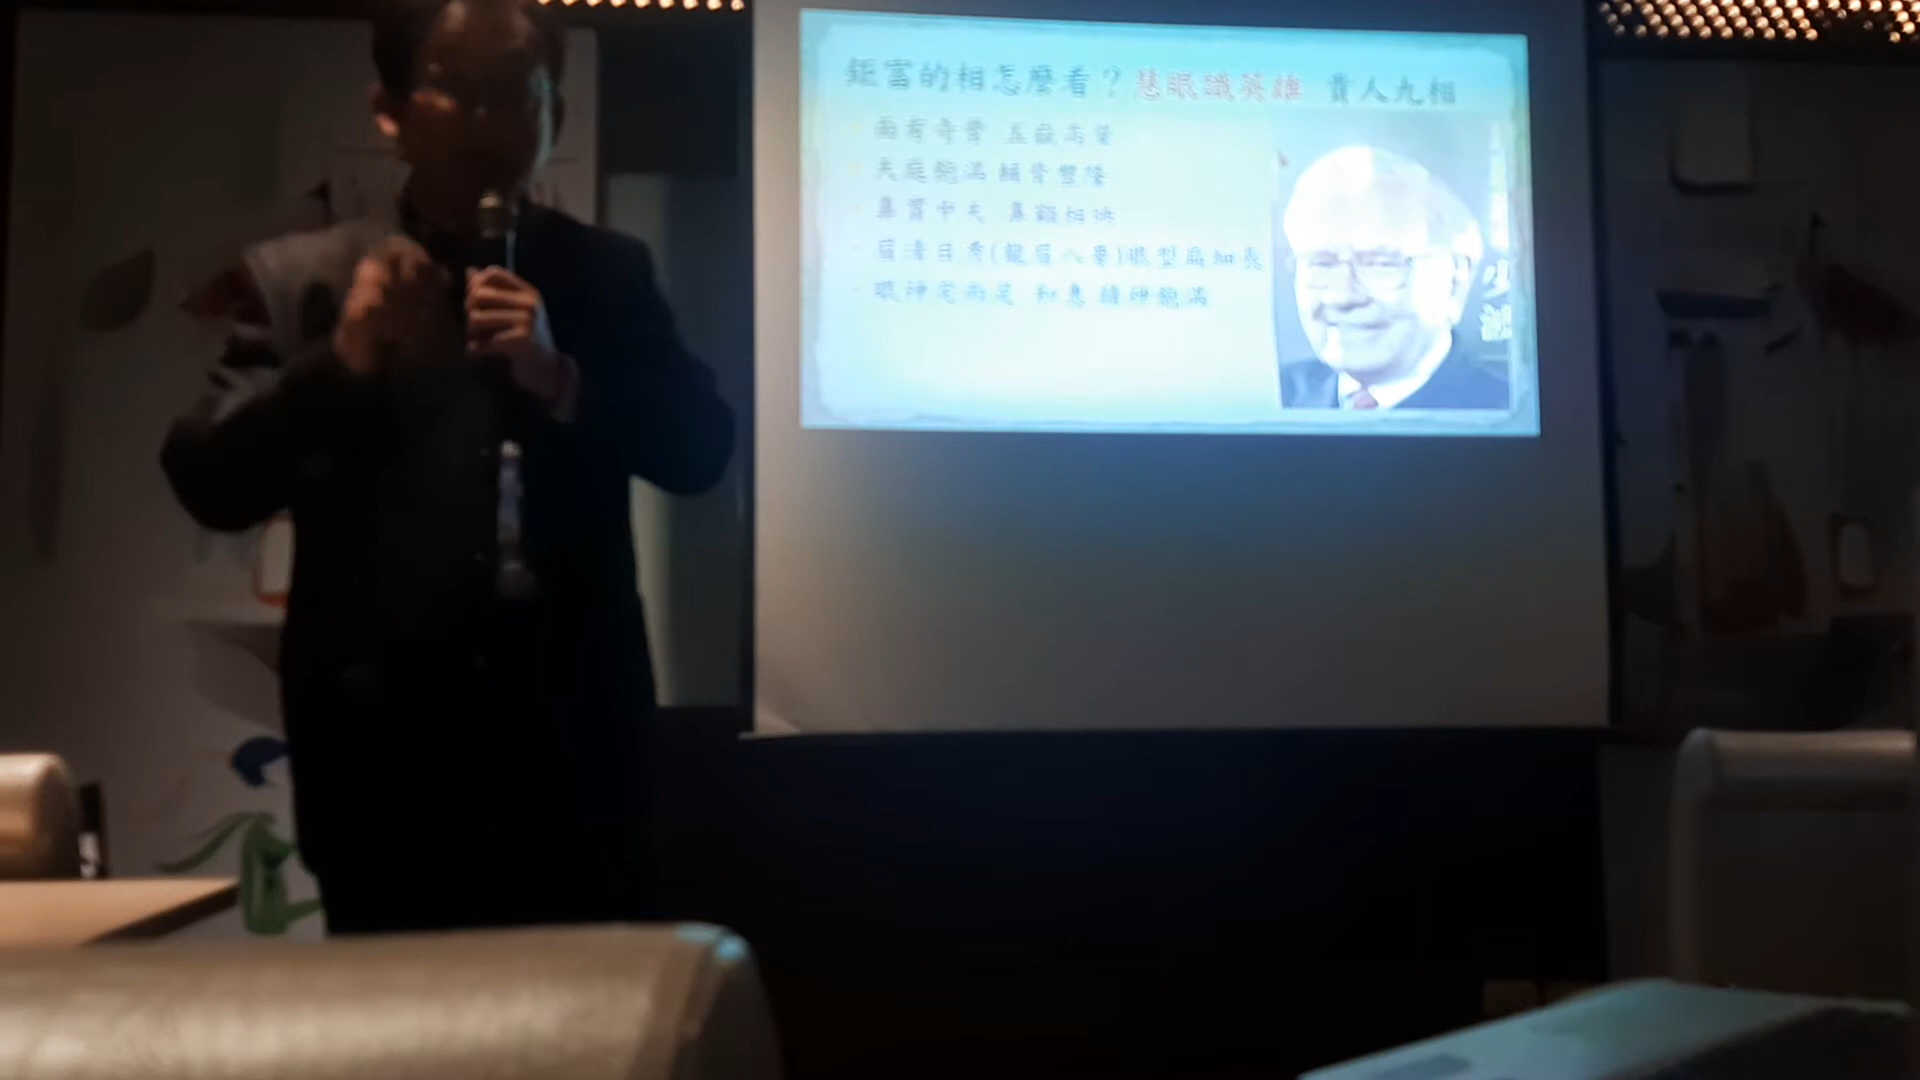 鉅富的相怎麼看？慧眼識英雄 貴人九相
面有奇骨 五嶽高聳
天庭飽滿 輔骨豐隆
鼻貫中天 鼻顴相
眉清目秀(龍眉八要)眼型扁細長
眼神定而足 和惠 精神飽滿